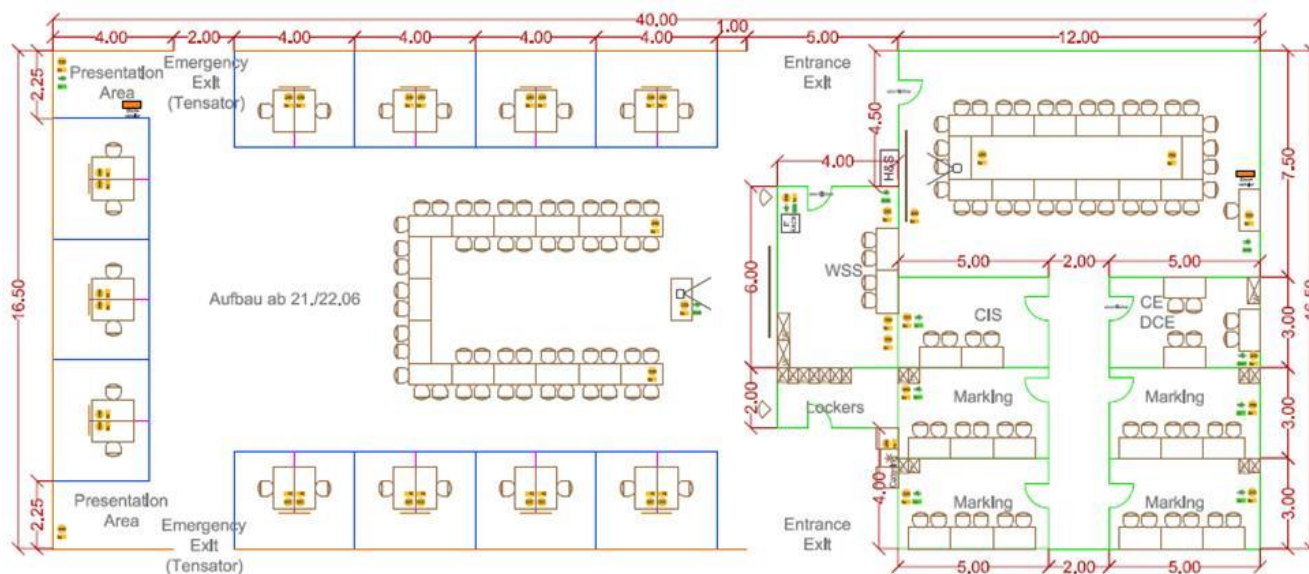 40.00
4.00
2.00
4.00
4.00
4.00
4.00
1.00
5.00
12.00
2.25
Presentation
Area
Emergency
Exit
(Tensator)
Entrance
Exit
4.50
7.50
H&S
4.00
16.50
16.50
Aufbau ab 21./22.06
6.00
WSS
5.00
2.00
5.00
CIS
CE
DCE
3.00
2.00
Lockers
Marking
Marking
3.00
4.00
Marking
Marking
3.00
2.25
Presentation
Area
Emergency
Exit
(Tensator)
Entrance
Exit
5.00
2.00
5.00